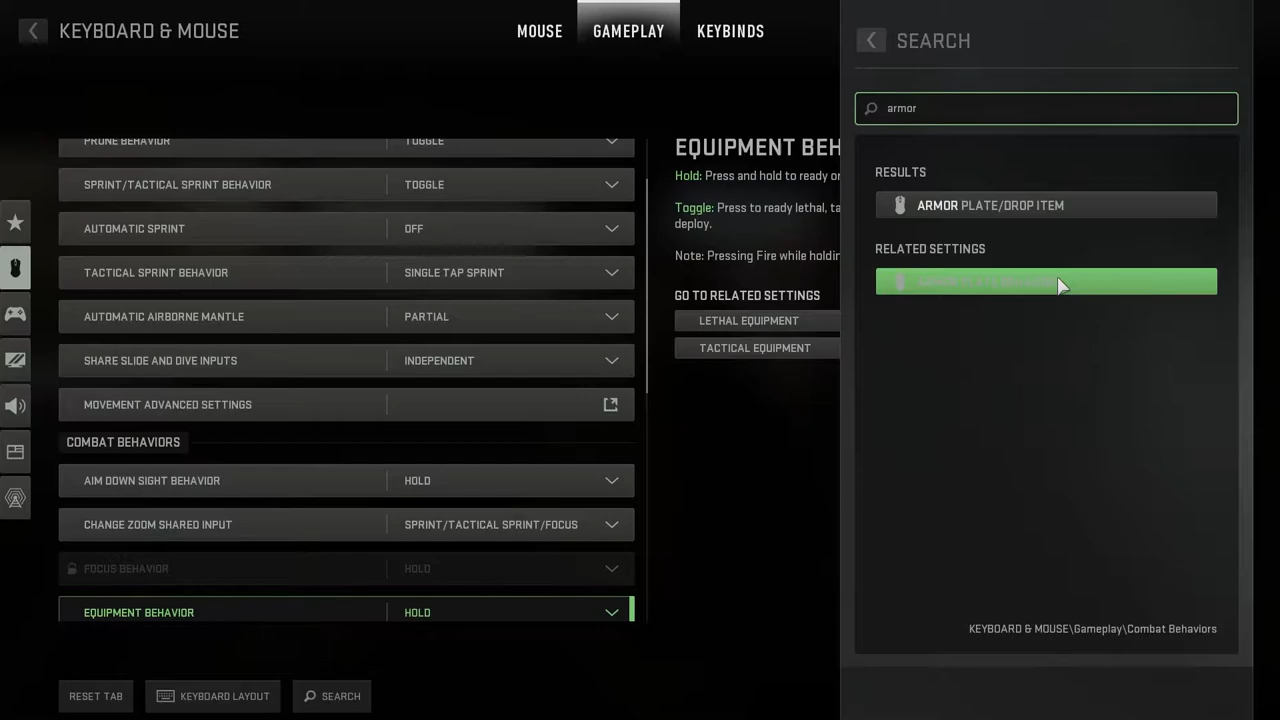 KEYBOARD & MOUSE
MOUSE
GAMEPLAY
KEYBINDS
PRONE BEHAVIOR
TOGGLE
SPRINT/TACTICAL SPRINT BEHAVIOR
TOGGLE
AUTOMATIC SPRINT
OFF
TACTICAL SPRINT BEHAVIOR
SINGLE TAP SPRINT
AUTOMATIC AIRBORNE MANTLE
PARTIAL
SHARE SLIDE AND DIVE INPUTS
INDEPENDENT
MOVEMENT ADVANCED SETTINGS
COMBAT BEHAVIORS
AIM DOWN SIGHT BEHAVIOR
HOLD
CHANGE ZOOM SHARED INPUT
SPRINT/TACTICAL SPRINT/FOCUS
FOCUS BEHAVIOR
HOLD
EQUIPMENT BEHAVIOR
HOLD
RESET TAB
KEYBOARD LAYOUT
SEARCH
EQUIPMENT BEH
Hold: Press and hold to ready or
Toggle: Press to ready lethal, ta
deploy.
Note: Pressing Fire while holdin
GO TO RELATED SETTINGS
LETHAL EQUIPMENT
TACTICAL EQUIPMENT
SEARCH
armor
RESULTS
ARMOR PLATE/DROP ITEM
RELATED SETTINGS
KEYBOARD & MOUSE\Gameplay\Combat Behaviors